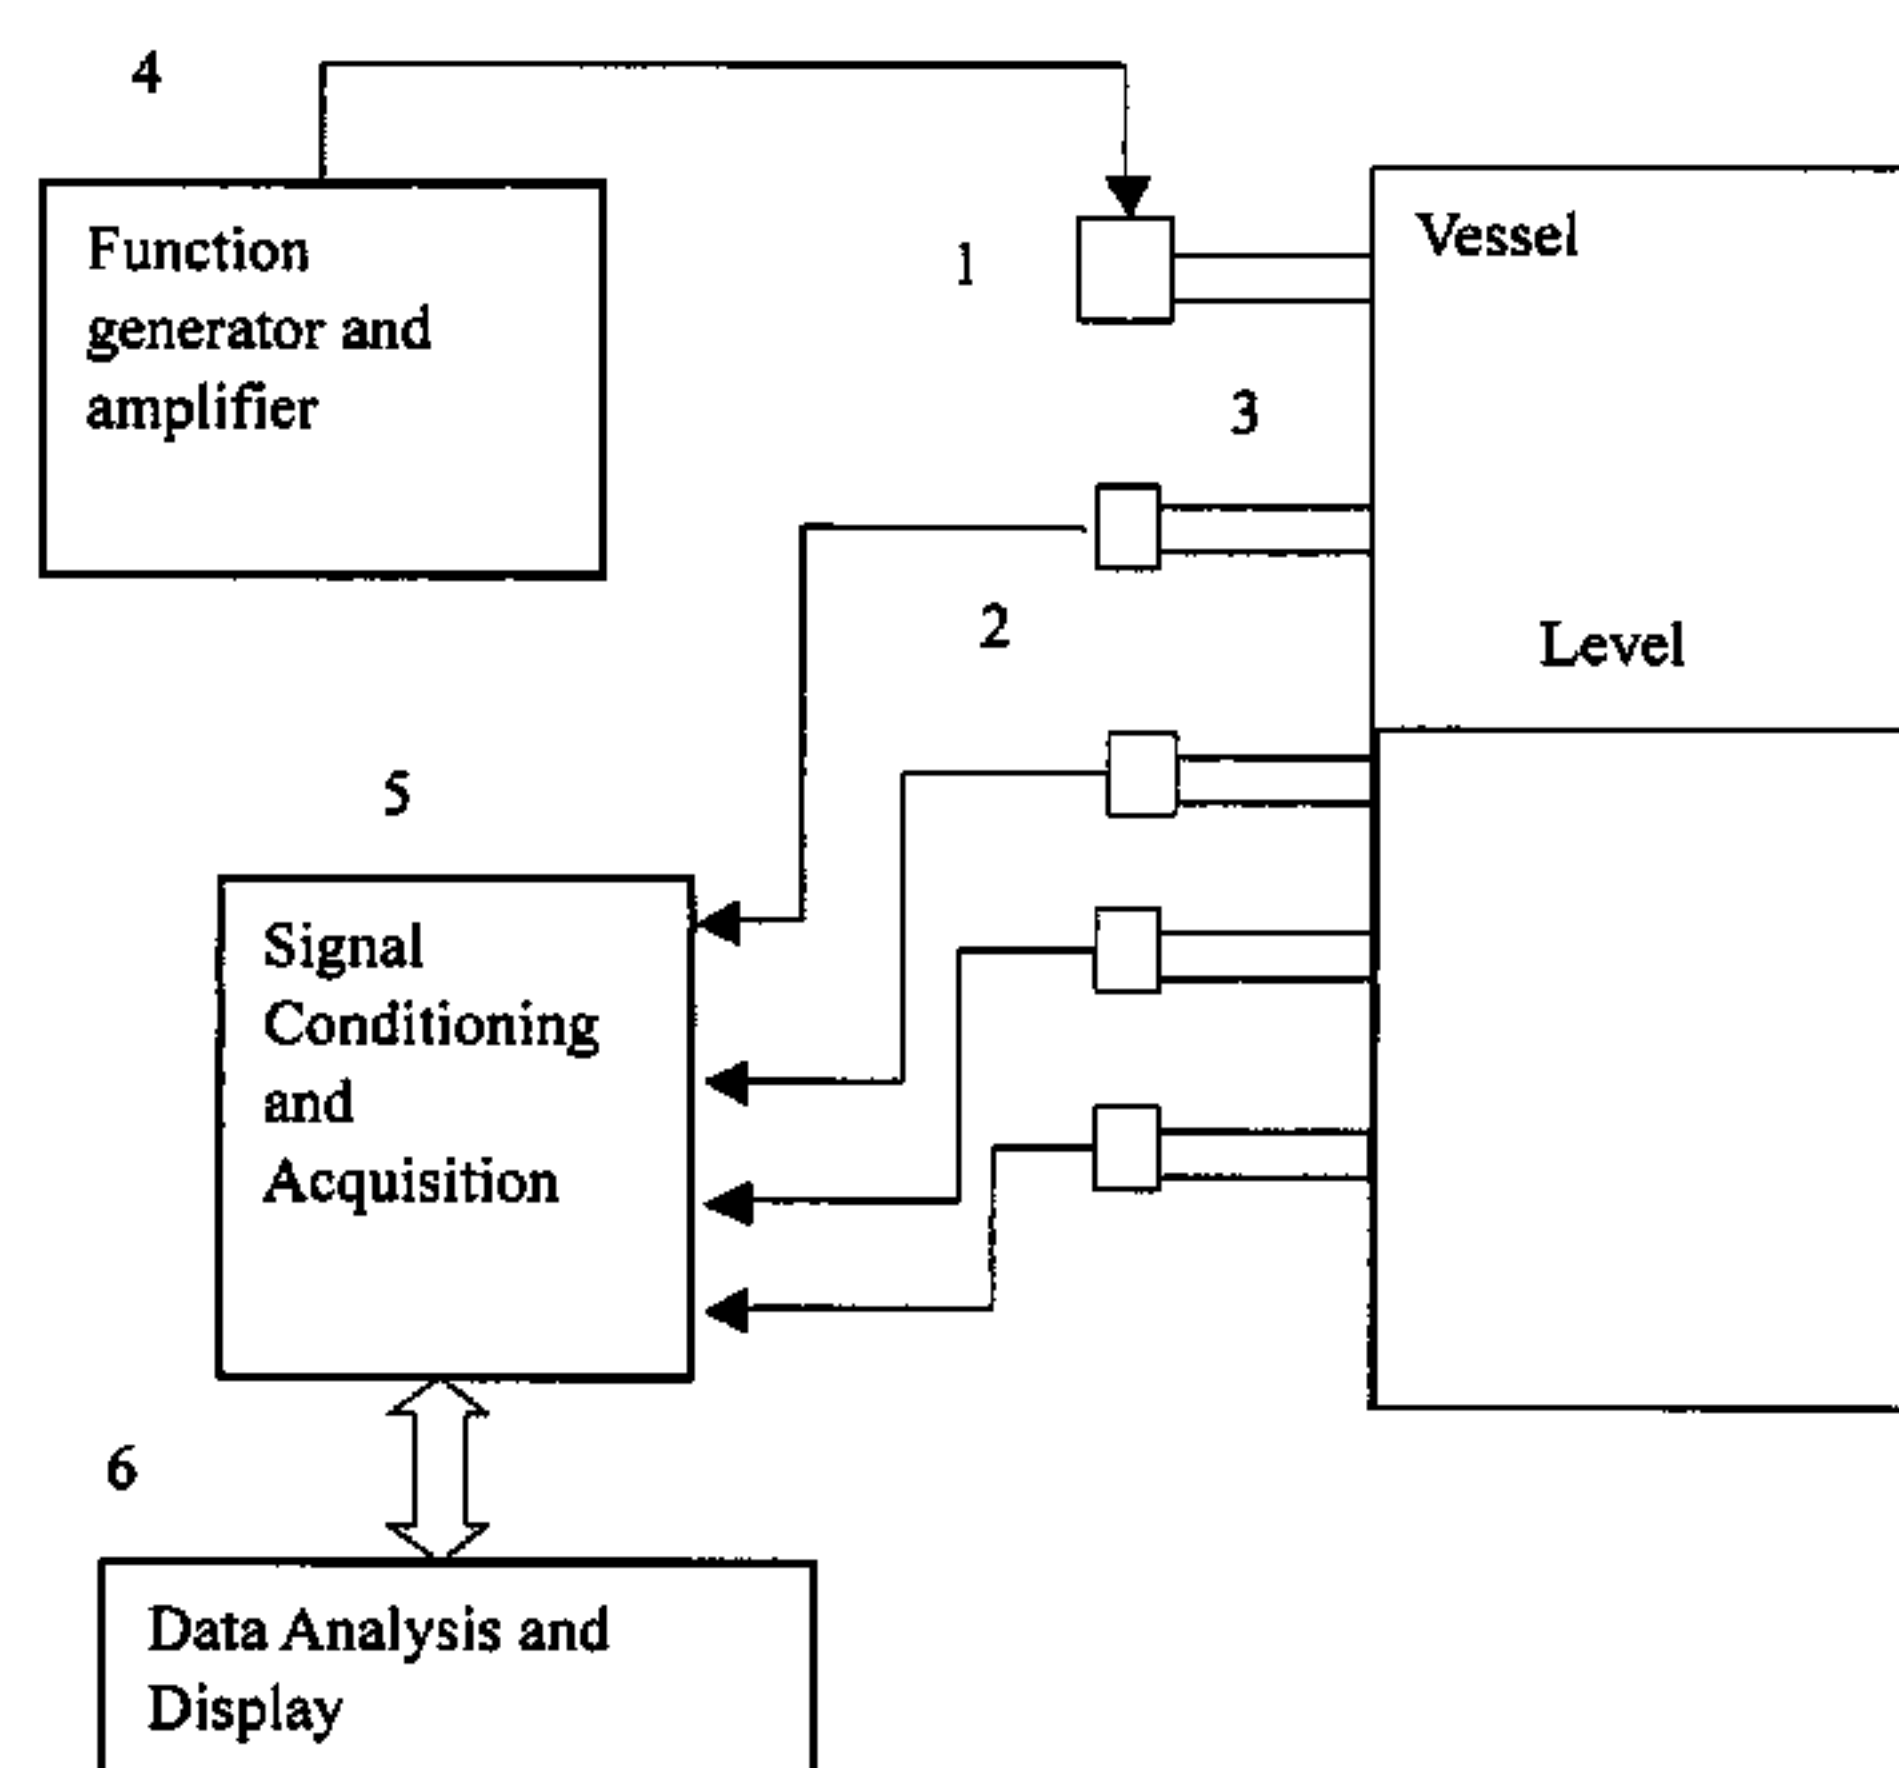 4
Function
generator and
amplifier
1
Vessel
3
2
Level
5
Signal
Conditioning
and
Acquisition
6
Data Analysis and
Display